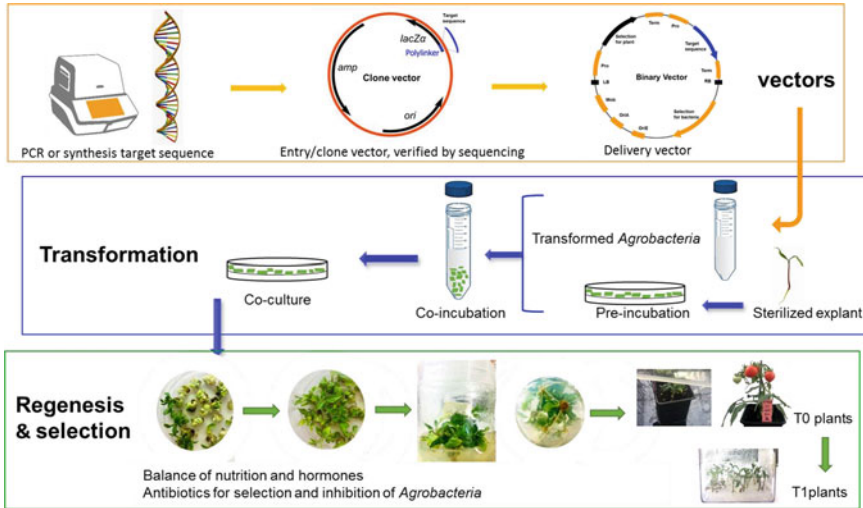 Target
sequence
lacZα
Polylinker
amp
Clone vector
ori
Selection
for plant
Term
Pro
Target
sequence
Pro
LB
Binary Vector
Term
RB
Selection
for bacteria
vectors
PCR or synthesis target sequence
Entry/clone vector, verified by sequencing
Delivery vector
Transformation
Transformed Agrobacteria
Co-culture
Co-incubation
Pre-incubation
Sterilized explant
Regenesis
& selection
T0 plants
Balance of nutrition and hormones
Antibiotics for selection and inhibition of Agrobacteria
T1plants